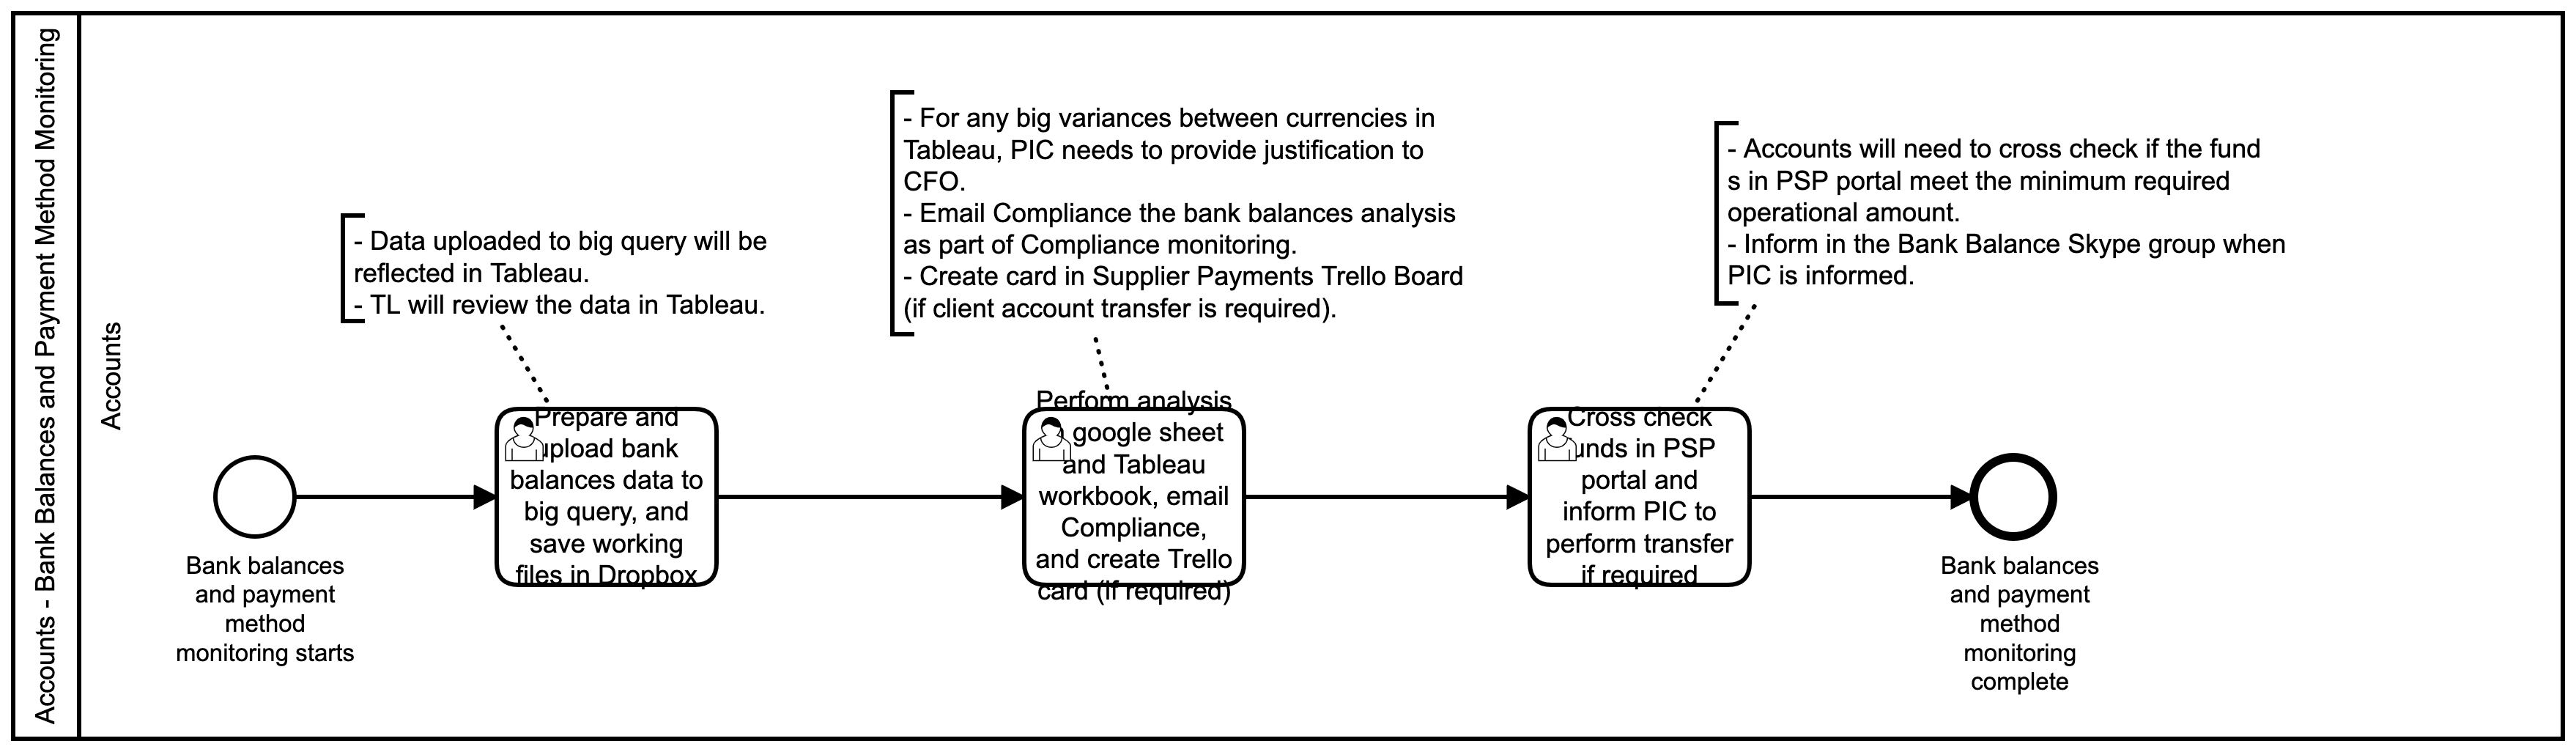 Accounts - Bank Balances and Payment Method Monitoring
Accounts
- Data uploaded to big query will be
reflected in Tableau.
- TL will review the data in Tableau.
- For any big variances between currencies in
Tableau, PIC needs to provide justification to
CFO.
- Email Compliance the bank balances analysis
as part of Compliance monitoring.
- Create card in Supplier Payments Trello Board
(if client account transfer is required).
- Accounts will need to cross check if the fund
s in PSP portal meet the minimum required
operational amount.
- Inform in the Bank Balance Skype group when
PIC is informed.
Bank balances
and payment
method
monitoring starts
Prepare and
upload bank
balances data to
big query, and
save working
files in Dropbox
Perform analysis
google sheet
and Tableau
workbook, email
Compliance,
and create Trello
card (if required)
Cross check
funds in PSP
portal and
inform PIC to
perform transfer
if required
Bank balances
and payment
method
monitoring
complete